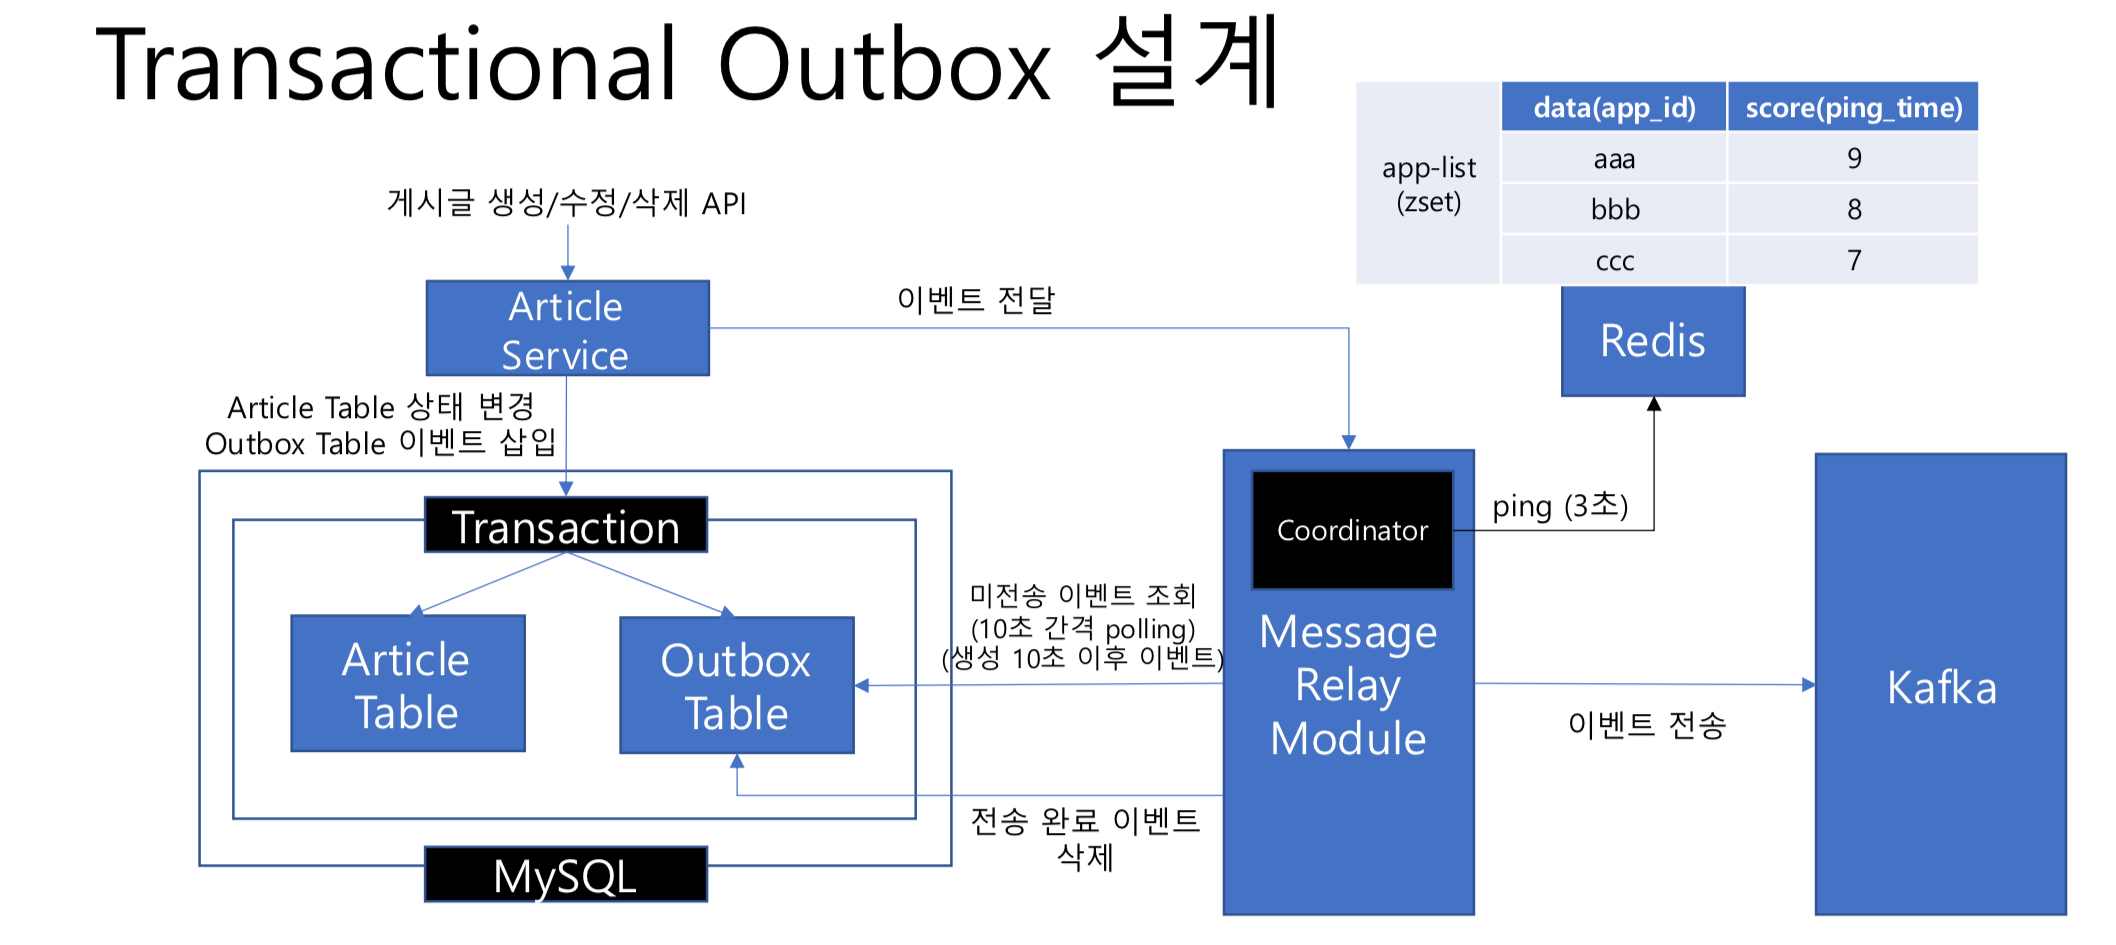 Transactional Outbox 설계
data(app_id) score(ping_time)
app-list
(zset)
aaa 9
bbb 8
ccc 7
게시글 생성/수정/삭제 API
Article
Service
이벤트 전달
Redis
Article Table 상태 변경
Outbox Table 이벤트 삽입
Transaction
Coordinator
ping (3초)
미전송 이벤트 조회
(10초 간격 polling)
(생성 10초 이후 이벤트)
Article
Table
Outbox
Table
Message
Relay
Module
Kafka
이벤트 전송
전송 완료 이벤트
삭제
MySQL